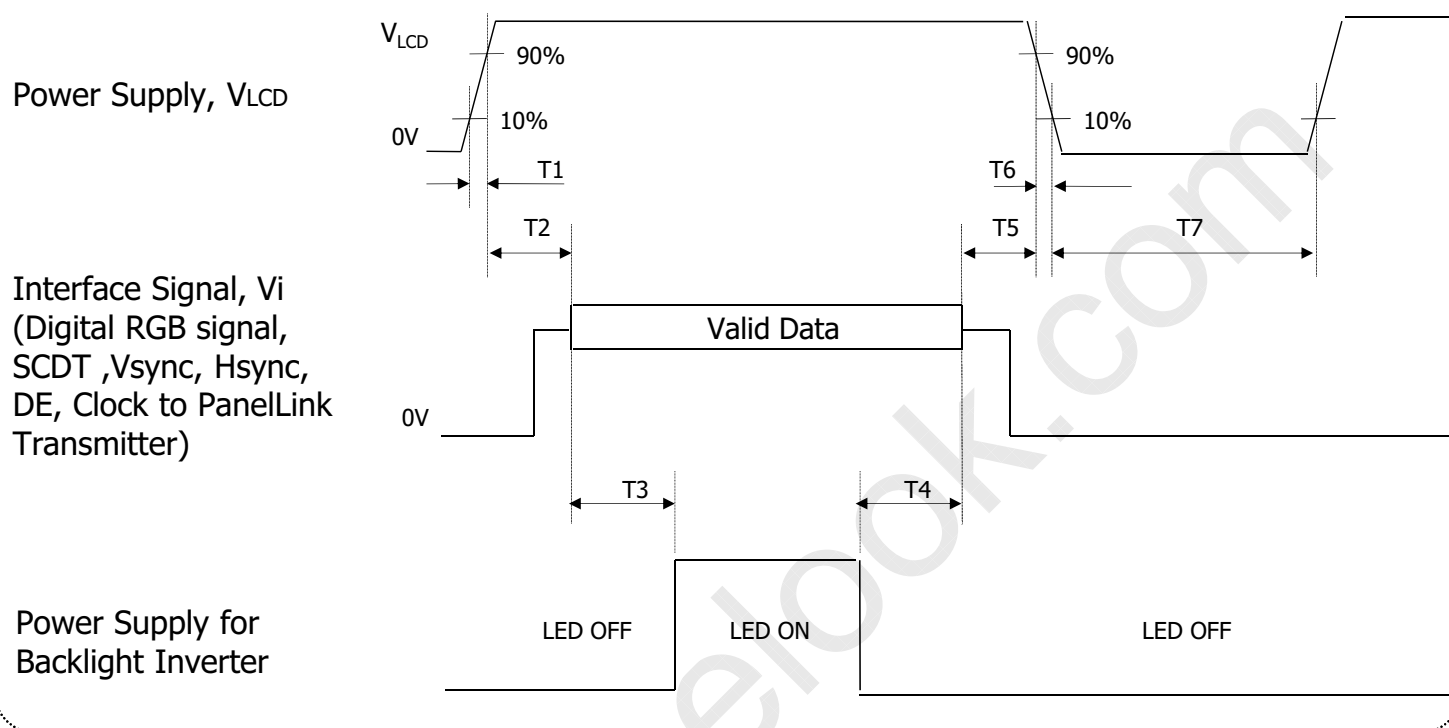 VLCD
90%
90%
Power Supply, VLCD
10%
10%
0V
T1
T6
T2
T5
T7
Interface Signal, Vi
(Digital RGB signal,
SCDT ,Vsync, Hsync,
DE, Clock to PanelLink
Transmitter)
Valid Data
0V
T3
T4
Power Supply for
Backlight Inverter
LED OFF
LED ON
LED OFF
elook.com